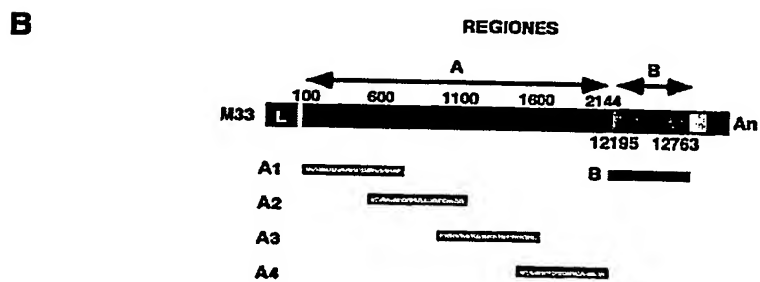 B
REGIONES
A B
100 600 1100 1600 2144
M33 L An
12195 12763
A1 B
A2
A3
A4